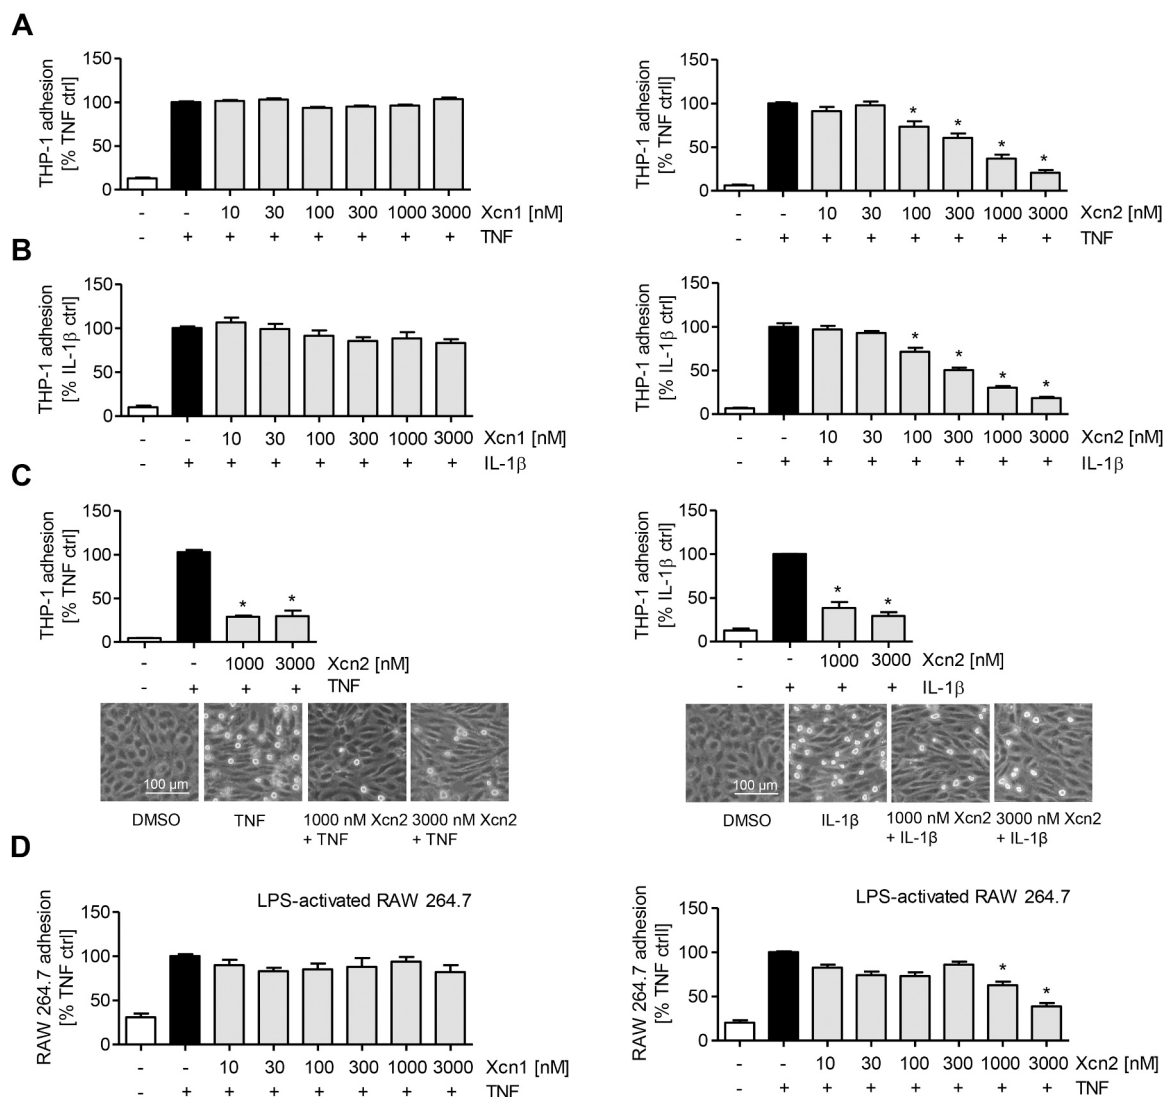 A
THP-1 adhesion
[% TNF ctrl]
150
100
50
0
- - 10 30 100 300 1000 3000 Xcn1 [nM]
- + + + + + + + TNF
THP-1 adhesion
[% TNF ctrlI]
150
100
50
0
* * * *
- - 10 30 100 300 1000 3000 Xcn2 [nM]
- + + + + + + + TNF
B
THP-1 adhesion
[% IL-1β ctrl]
150
100
50
0
- - 10 30 100 300 1000 3000 Xcn1 [nM]
- + + + + + + + IL-1β
THP-1 adhesion
[% IL-1β ctrl]
150
100
50
0
* * * *
- - 10 30 100 300 1000 3000 Xcn2 [nM]
- + + + + + + + IL-1β
C
THP-1 adhesion
[% TNF ctrl]
150
100
50
0
* *
- - 1000 3000 Xcn2 [nM]
- + + + TNF
100 µm
DMSO
TNF
1000 nM Xcn2
+ TNF
3000 nM Xcn2
+ TNF
THP-1 adhesion
[% IL-1β ctrl]
150
100
50
0
* *
- - 1000 3000 Xcn2 [nM]
- + + + IL-1β
100 µm
DMSO
IL-1β
1000 nM Xcn2
+ IL-1β
3000 nM Xcn2
+ IL-1β
D
LPS-activated RAW 264.7
RAW 264.7 adhesion
[% TNF ctrl]
150
100
50
0
- - 10 30 100 300 1000 3000 Xcn1 [nM]
- + + + + + + + TNF
LPS-activated RAW 264.7
RAW 264.7 adhesion
[% TNF ctrlI]
150
100
50
0
* *
- - 10 30 100 300 1000 3000 Xcn2 [nM]
- + + + + + + + TNF